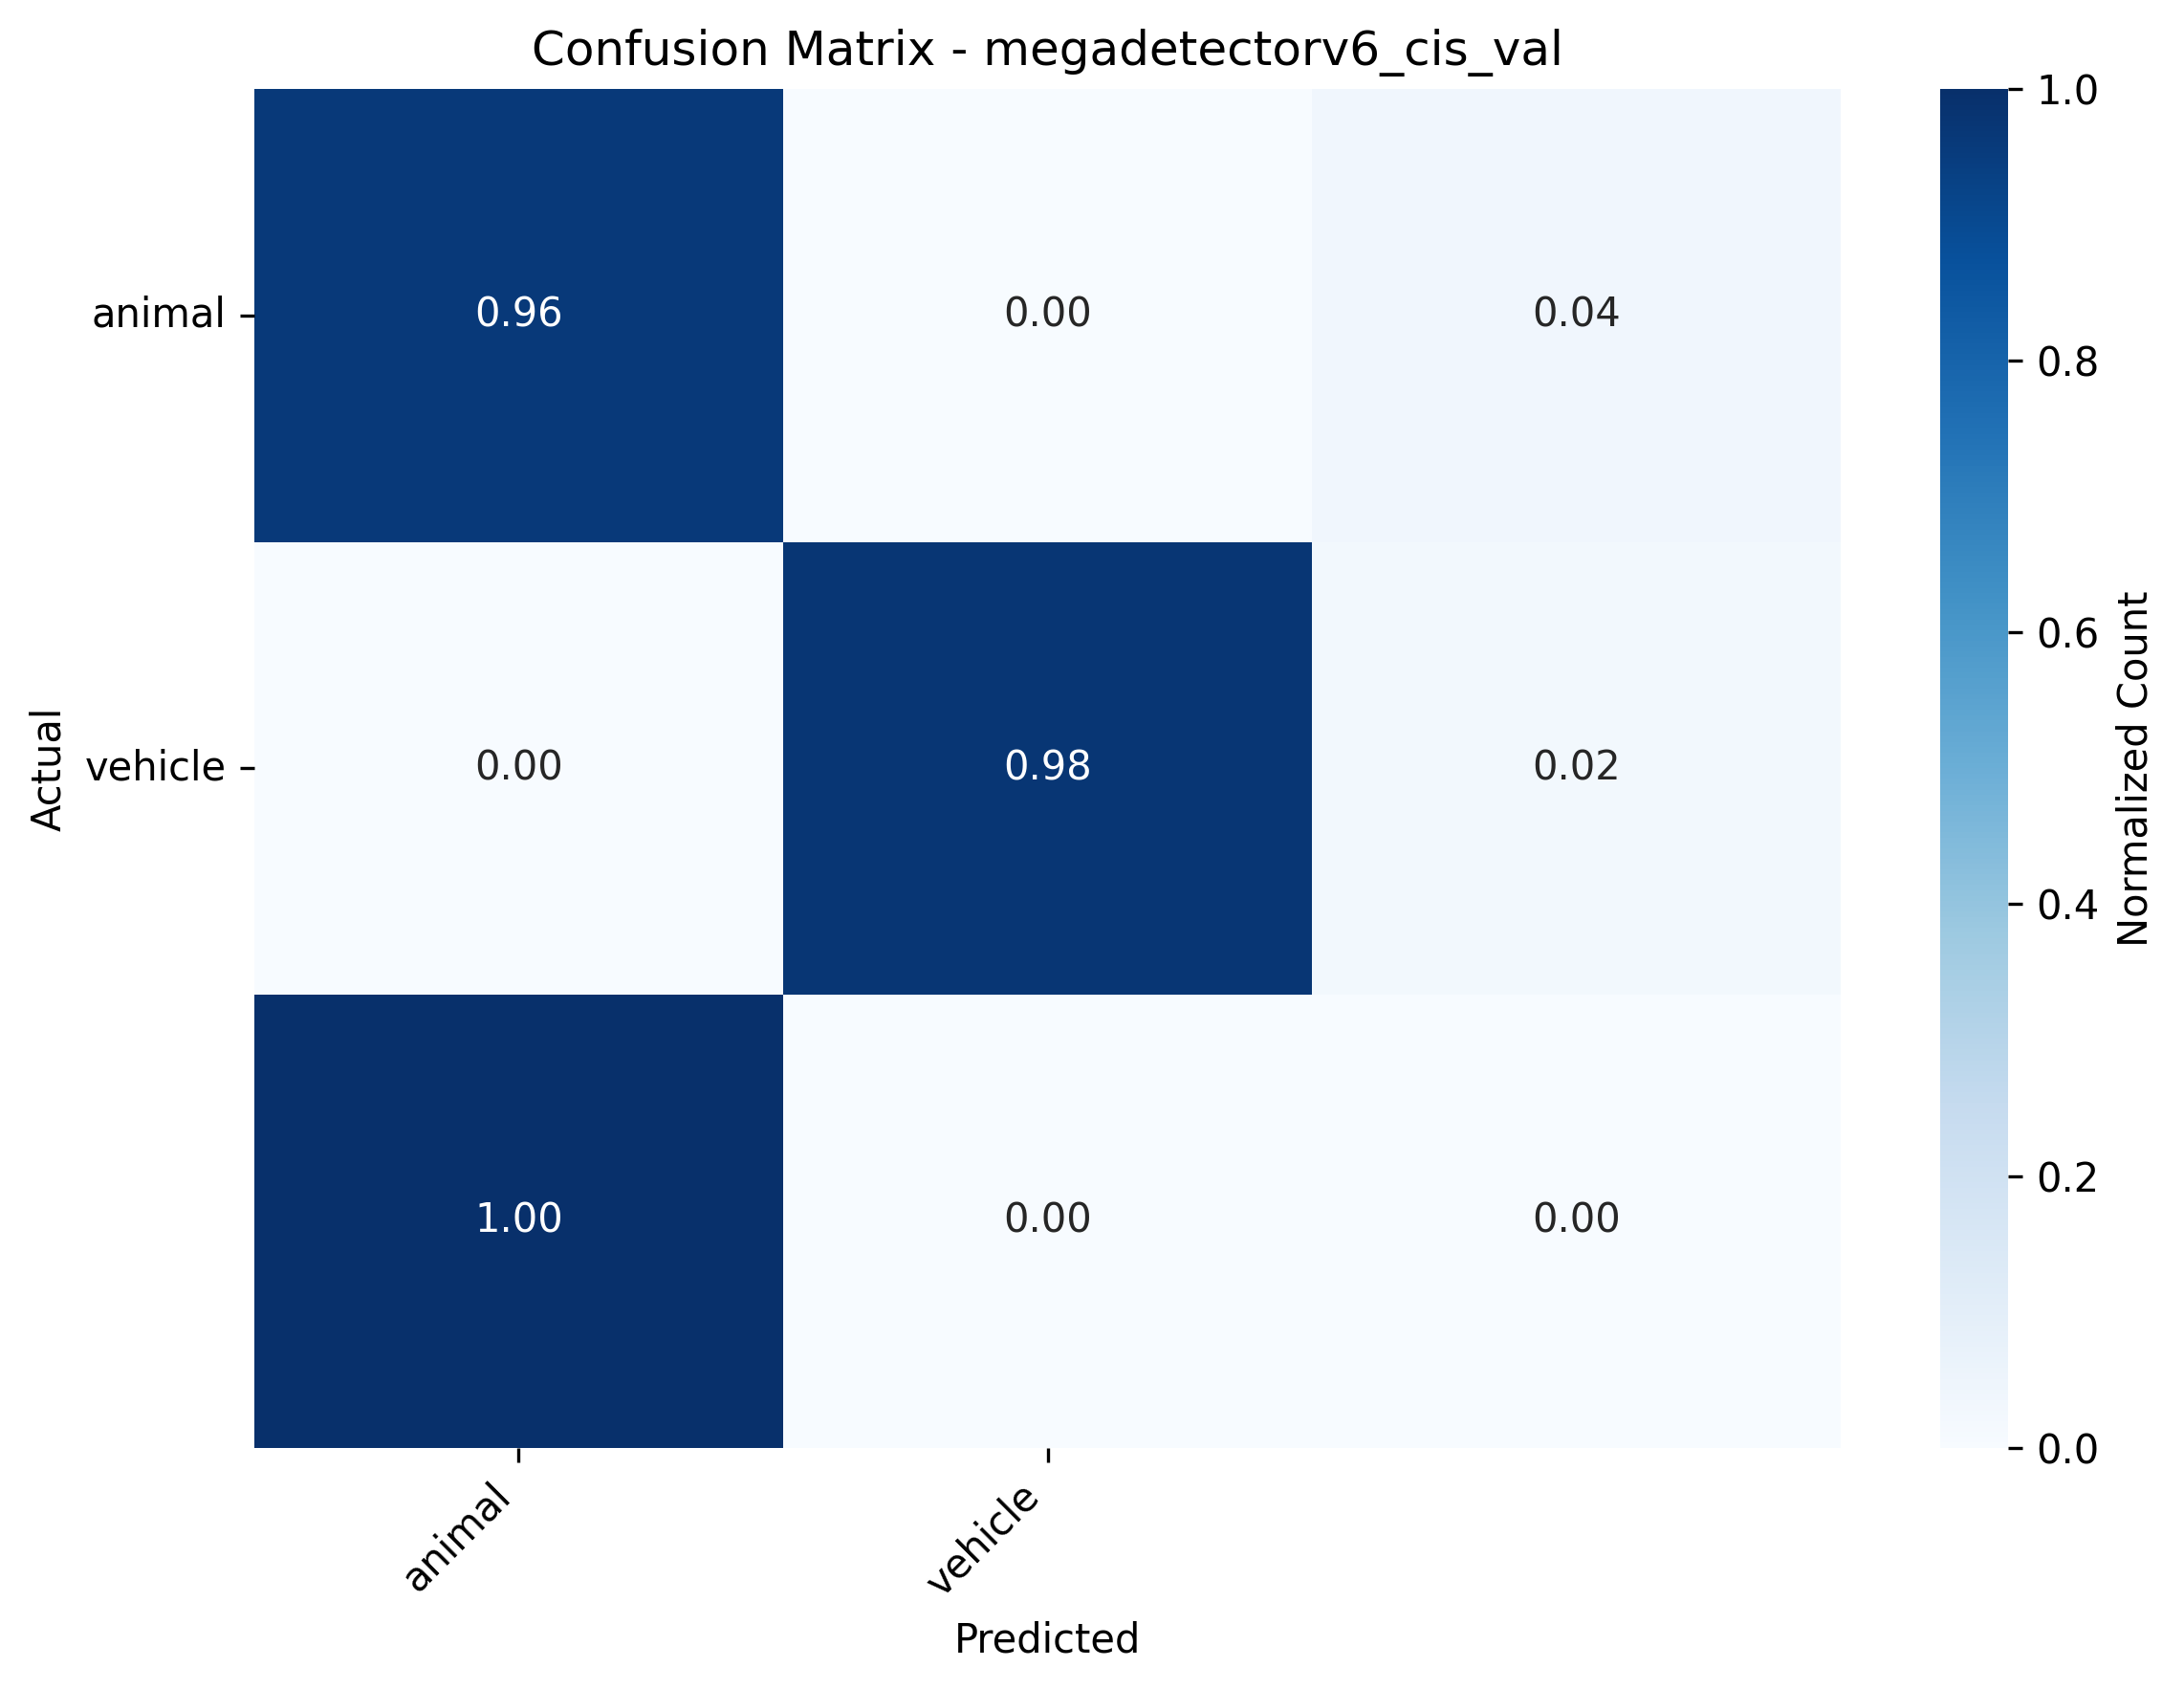 Confusion Matrix - megadetectorv6_cis_val
Actual
animal 0.96 0.00 0.04
vehicle 0.00 0.98 0.02
1.00 0.00 0.00
animal vehicle
Predicted
1.0
0.8
0.6
0.4
0.2
0.0
Normalized Count